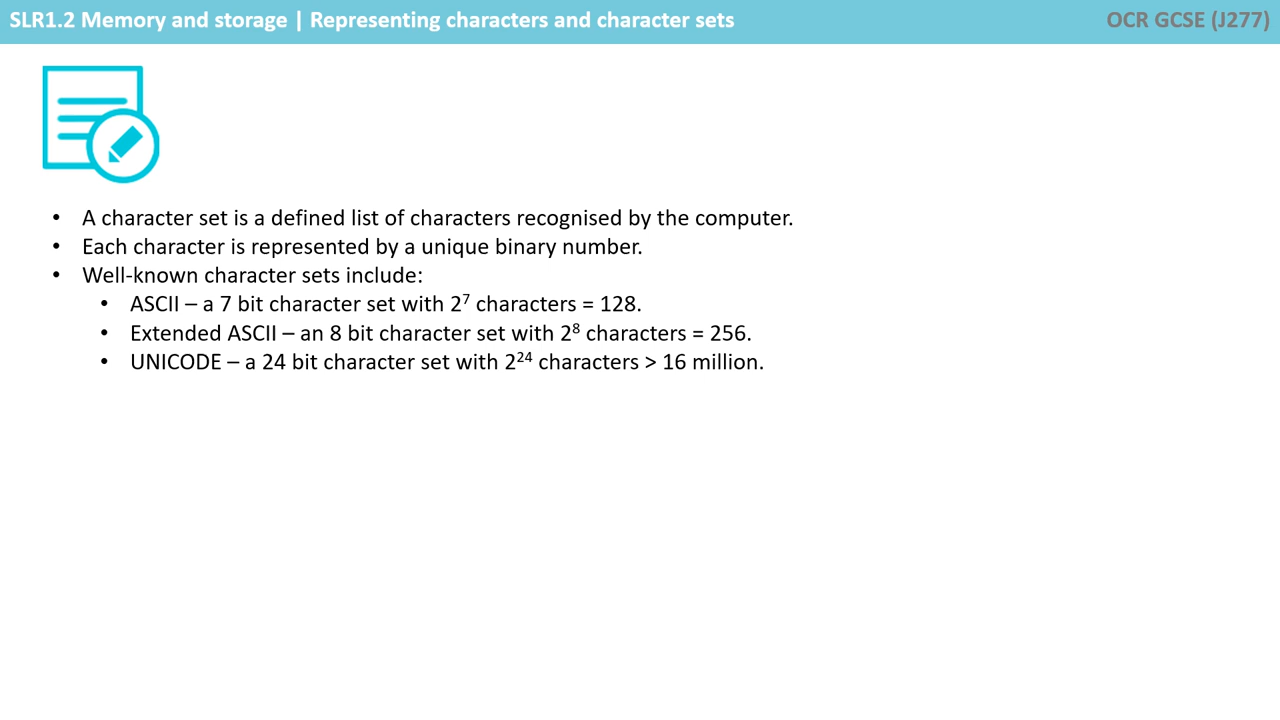 SLR1.2 Memory and storage | Representing characters and character sets
OCR GCSE (J277)
• A character set is a defined list of characters recognised by the computer.
• Each character is represented by a unique binary number.
• Well-known character sets include:
• ASCII – a 7 bit character set with 2⁷ characters = 128.
• Extended ASCII – an 8 bit character set with 2⁸ characters = 256.
• UNICODE – a 24 bit character set with 2²⁴ characters > 16 million.